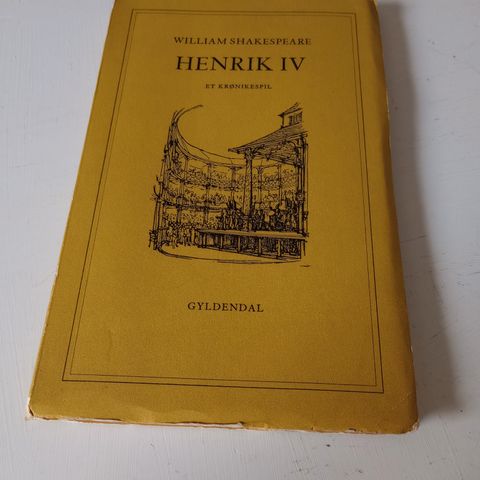 WILLIAM SHAKESPEARE
HENRIK IV
ET KRØNIKESPIL
GYLDENDAL